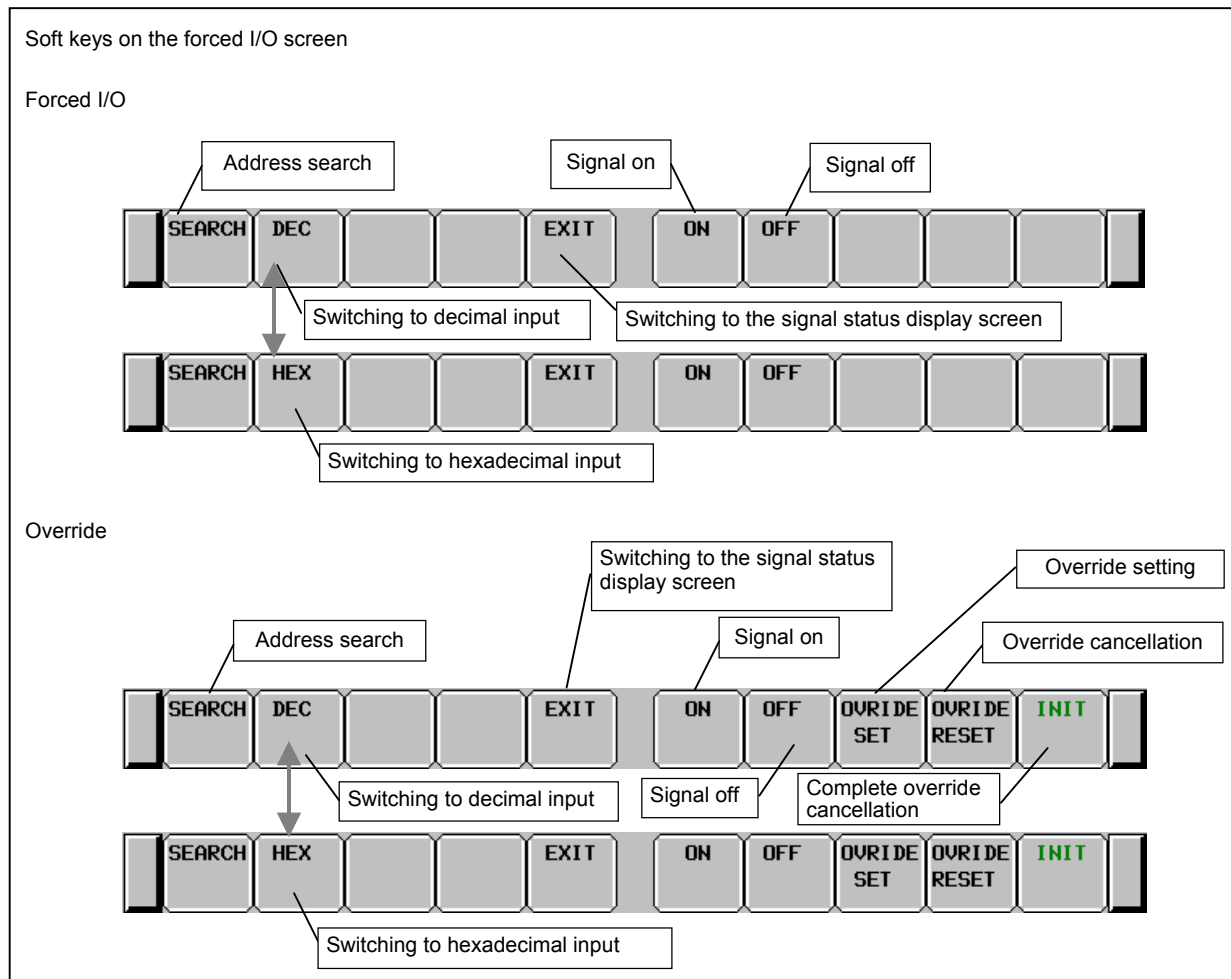 Soft keys on the forced I/O screen
Forced I/O
Address search
Signal on
Signal off
SEARCH DEC EXIT ON OFF
Switching to decimal input
Switching to the signal status display screen
SEARCH HEX EXIT ON OFF
Switching to hexadecimal input
Override
Switching to the signal status
display screen
Override setting
Address search
Signal on
Override cancellation
SEARCH DEC EXIT ON OFF OVRIDE OVRIDE INIT
SET RESET
Switching to decimal input
Signal off
Complete override
cancellation
SEARCH HEX EXIT ON OFF OVRIDE OVRIDE INIT
SET RESET
Switching to hexadecimal input